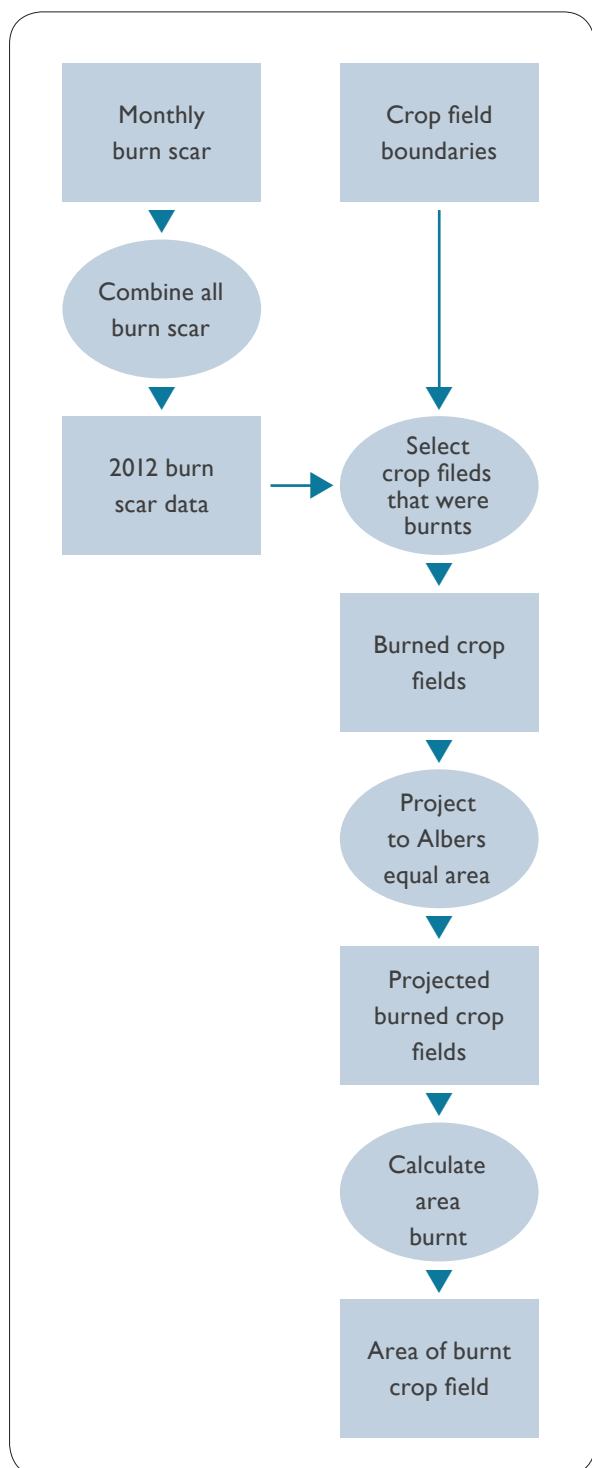 Monthly
burn scar
Crop field
boundaries
Combine all
burn scar
2012 burn
scar data
Select
crop fileds
that were
burnts
Burned crop
fields
Project
to Albers
equal area
Projected
burned crop
fields
Calculate
area
burnt
Area of burnt
crop field